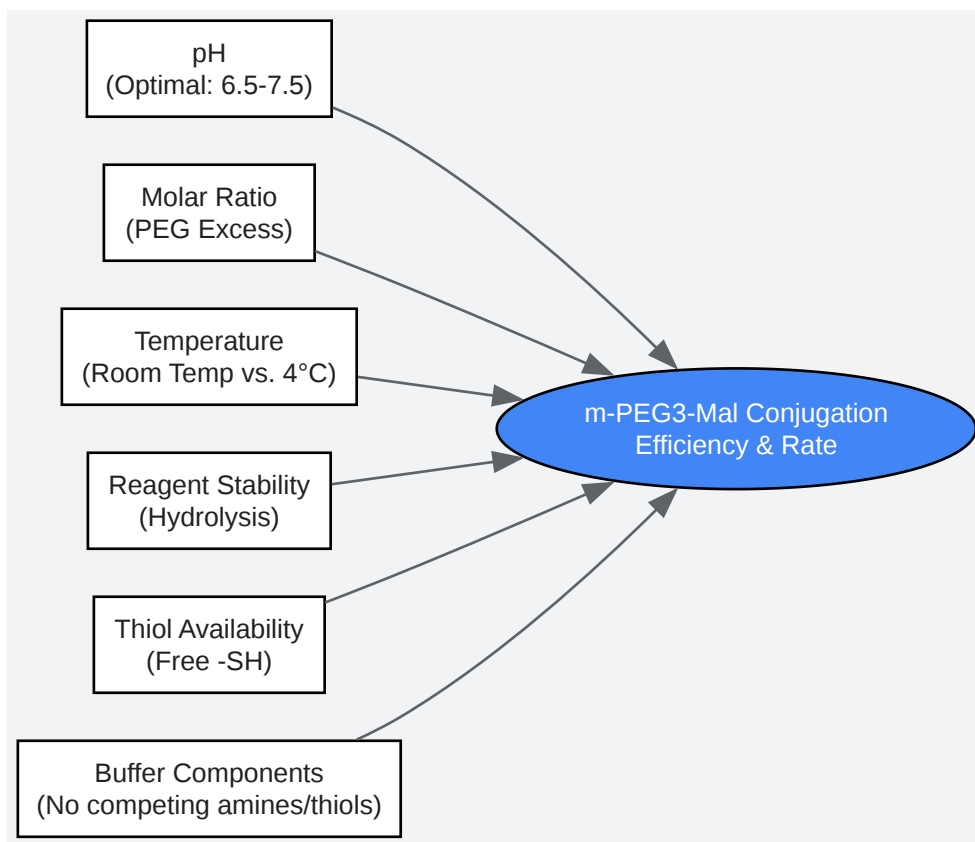 pH
(Optimal: 6.5-7.5)
Molar Ratio
(PEG Excess)
Temperature
(Room Temp vs. 4°C)
m-PEG3-Mal Conjugation
Efficiency & Rate
Reagent Stability
(Hydrolysis)
Thiol Availability
(Free -SH)
Buffer Components
(No competing amines/thiols)